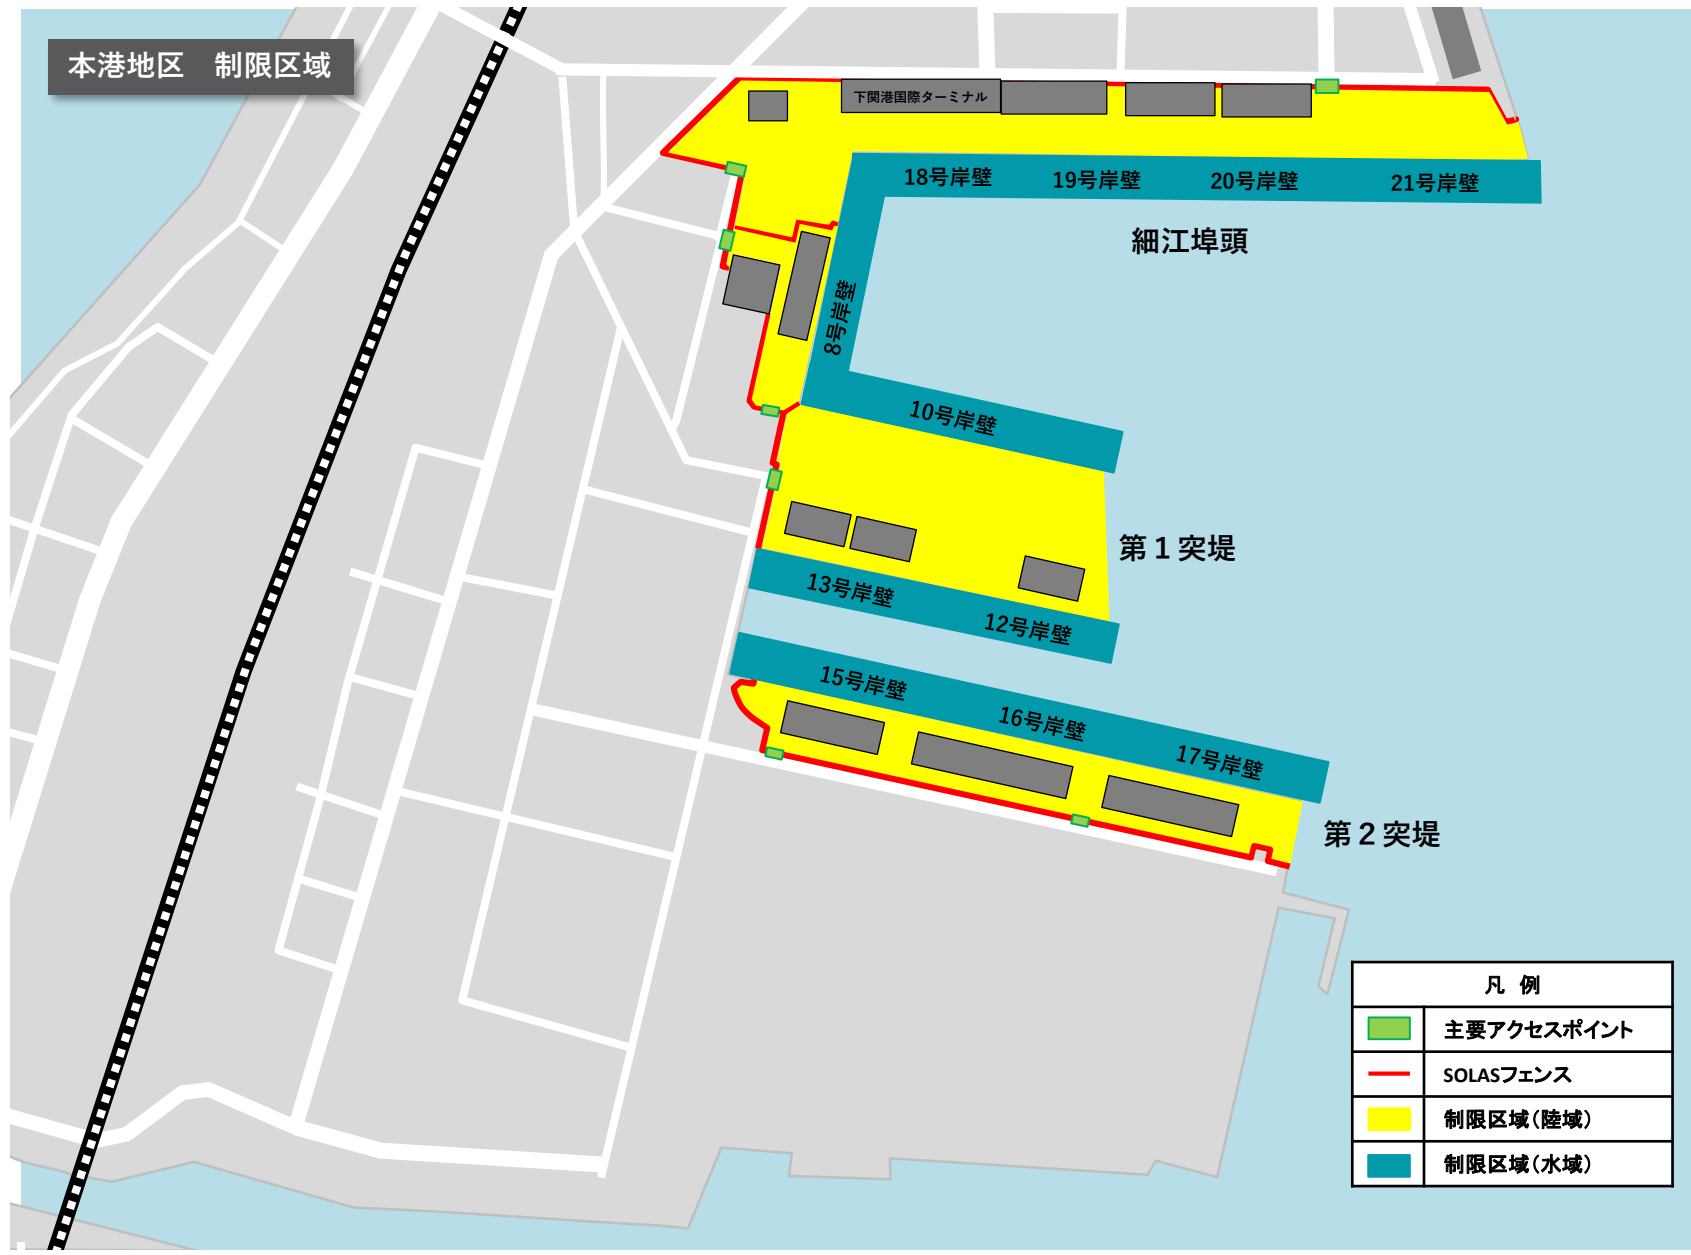 本港地区　制限区域
下関港国際ターミナル
18号岸壁
19号岸壁
20号岸壁
21号岸壁
細江埠頭
8号岸壁
10号岸壁
第１突堤
13号岸壁
12号岸壁
15号岸壁
16号岸壁
17号岸壁
第２突堤
凡 例
主要アクセスポイント
SOLASフェンス
制限区域（陸域）
制限区域（水域）